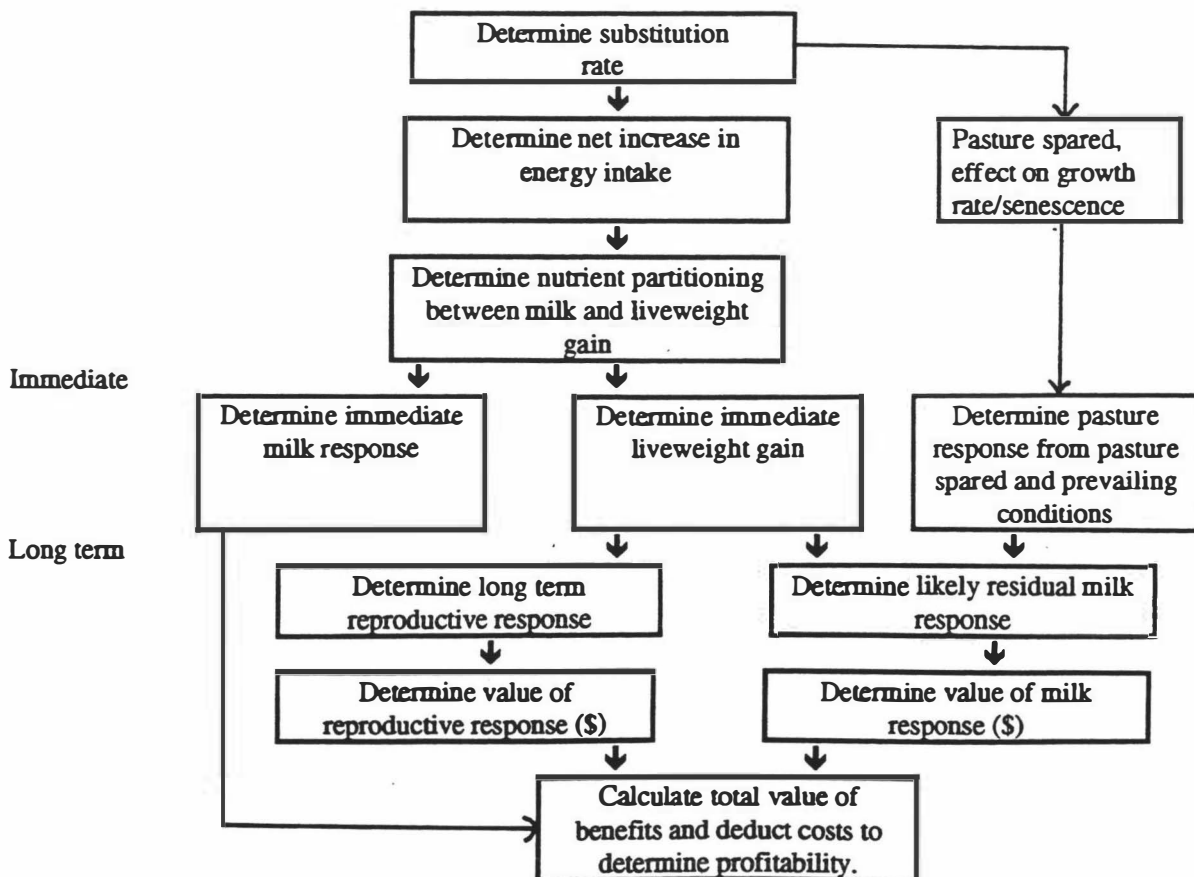 Determine substitution
rate
Determine net increase in
energy intake
Pasture spared,
effect on growth
rate/senescence
Determine nutrient partitioning
between milk and liveweight
gain
Immediate
Determine immediate
milk response
Determine immediate
liveweight gain
Determine pasture
response from pasture
spared and prevailing
conditions
Long term
Determine long term
reproductive response
Determine likely residual milk
response
Determine value of
reproductive response ($)
Determine value of milk
response ($)
Calculate total value of
benefits and deduct costs to
determine profitability.